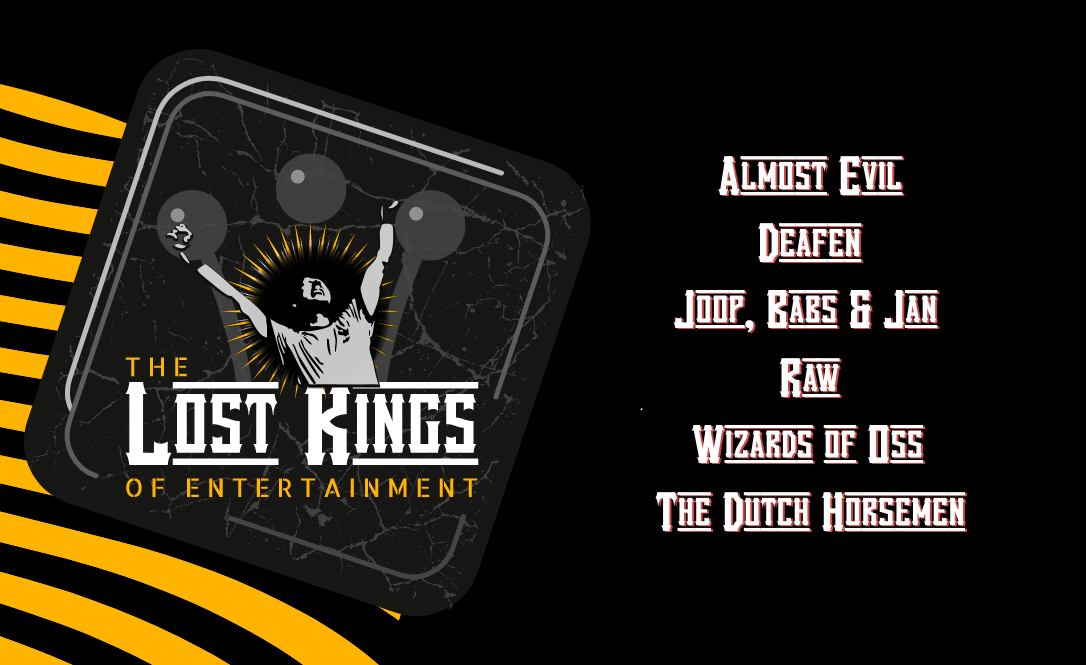 THE
LOST KINGS
OF ENTERTAINMENT
ALMOST EVIL
DEAFEN
JOOP, BABS & JAN
RAW
WIZARDS OF OSS
THE DUTCH HORSEMEN